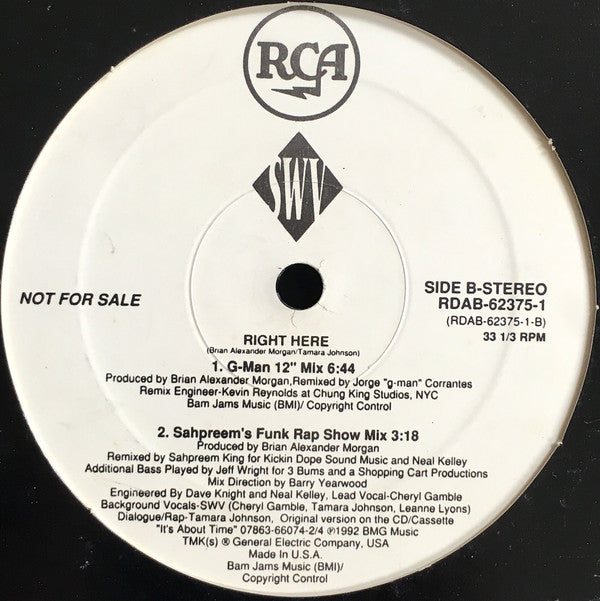 RCA
SWV
NOT FOR SALE
SIDE B-STEREO
RDAB-62375-1
(RDAB-62375-1-B)
33 1/3 RPM
RIGHT HERE
(Brian Alexander Morgan/Tamara Johnson)
1. G-Man 12" Mix 6:44
Produced by Brian Alexander Morgan,Remixed by Jorge "g-man" Corrantes
Remix Engineer-Kevin Reynolds at Chung King Studios, NYC
Bam Jams Music (BMI)/ Copyright Control
2. Sahpreem's Funk Rap Show Mix 3:18
Produced by Brian Alexander Morgan
Remixed by Sahpreem King for Kickin Dope Sound Music and Neal Kelley
Additional Bass Played by Jeff Wright for 3 Bums and a Shopping Cart Productions
Mix Direction by Barry Yearwood
Engineered By Dave Knight and Neal Kelley, Lead Vocal-Cheryl Gamble
Background Vocals-SWV (Cheryl Gamble, Tamara Johnson, Leanne Lyons)
Dialogue/Rap-Tamara Johnson, Original version on the CD/Cassette
"It's About Time" 07863-66074-2/4 ℗1992 BMG Music
TMK(s) ® General Electric Company, USA
Made In U.S.A.
Bam Jams Music (BMI)/
Copyright Control